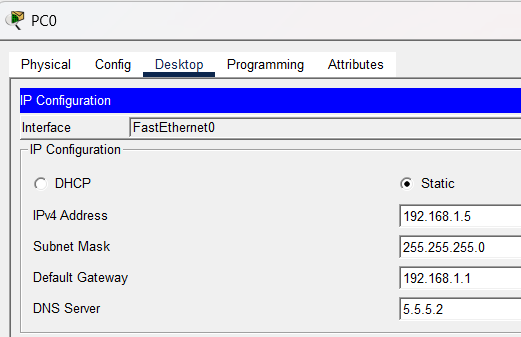 PC0
Physical Config Desktop Programming Attributes
IP Configuration
Interface FastEthernet0
IP Configuration
DHCP Static
IPv4 Address 192.168.1.5
Subnet Mask 255.255.255.0
Default Gateway 192.168.1.1
DNS Server 5.5.5.2